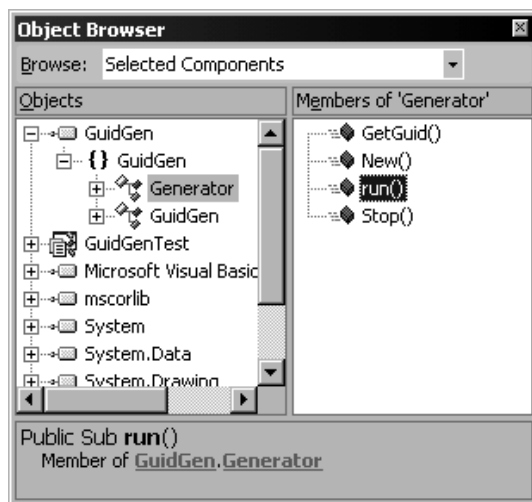 Object Browser
Browse: Selected Components
Objects
GuidGen
{} GuidGen
Generator
GuidGen
GuidGenTest
Microsoft Visual Basic
mscorlib
System
System.Data
System.Drawing
Members of 'Generator'
GetGuid()
New()
run()
Stop()
Public Sub run()
Member of GuidGen.Generator